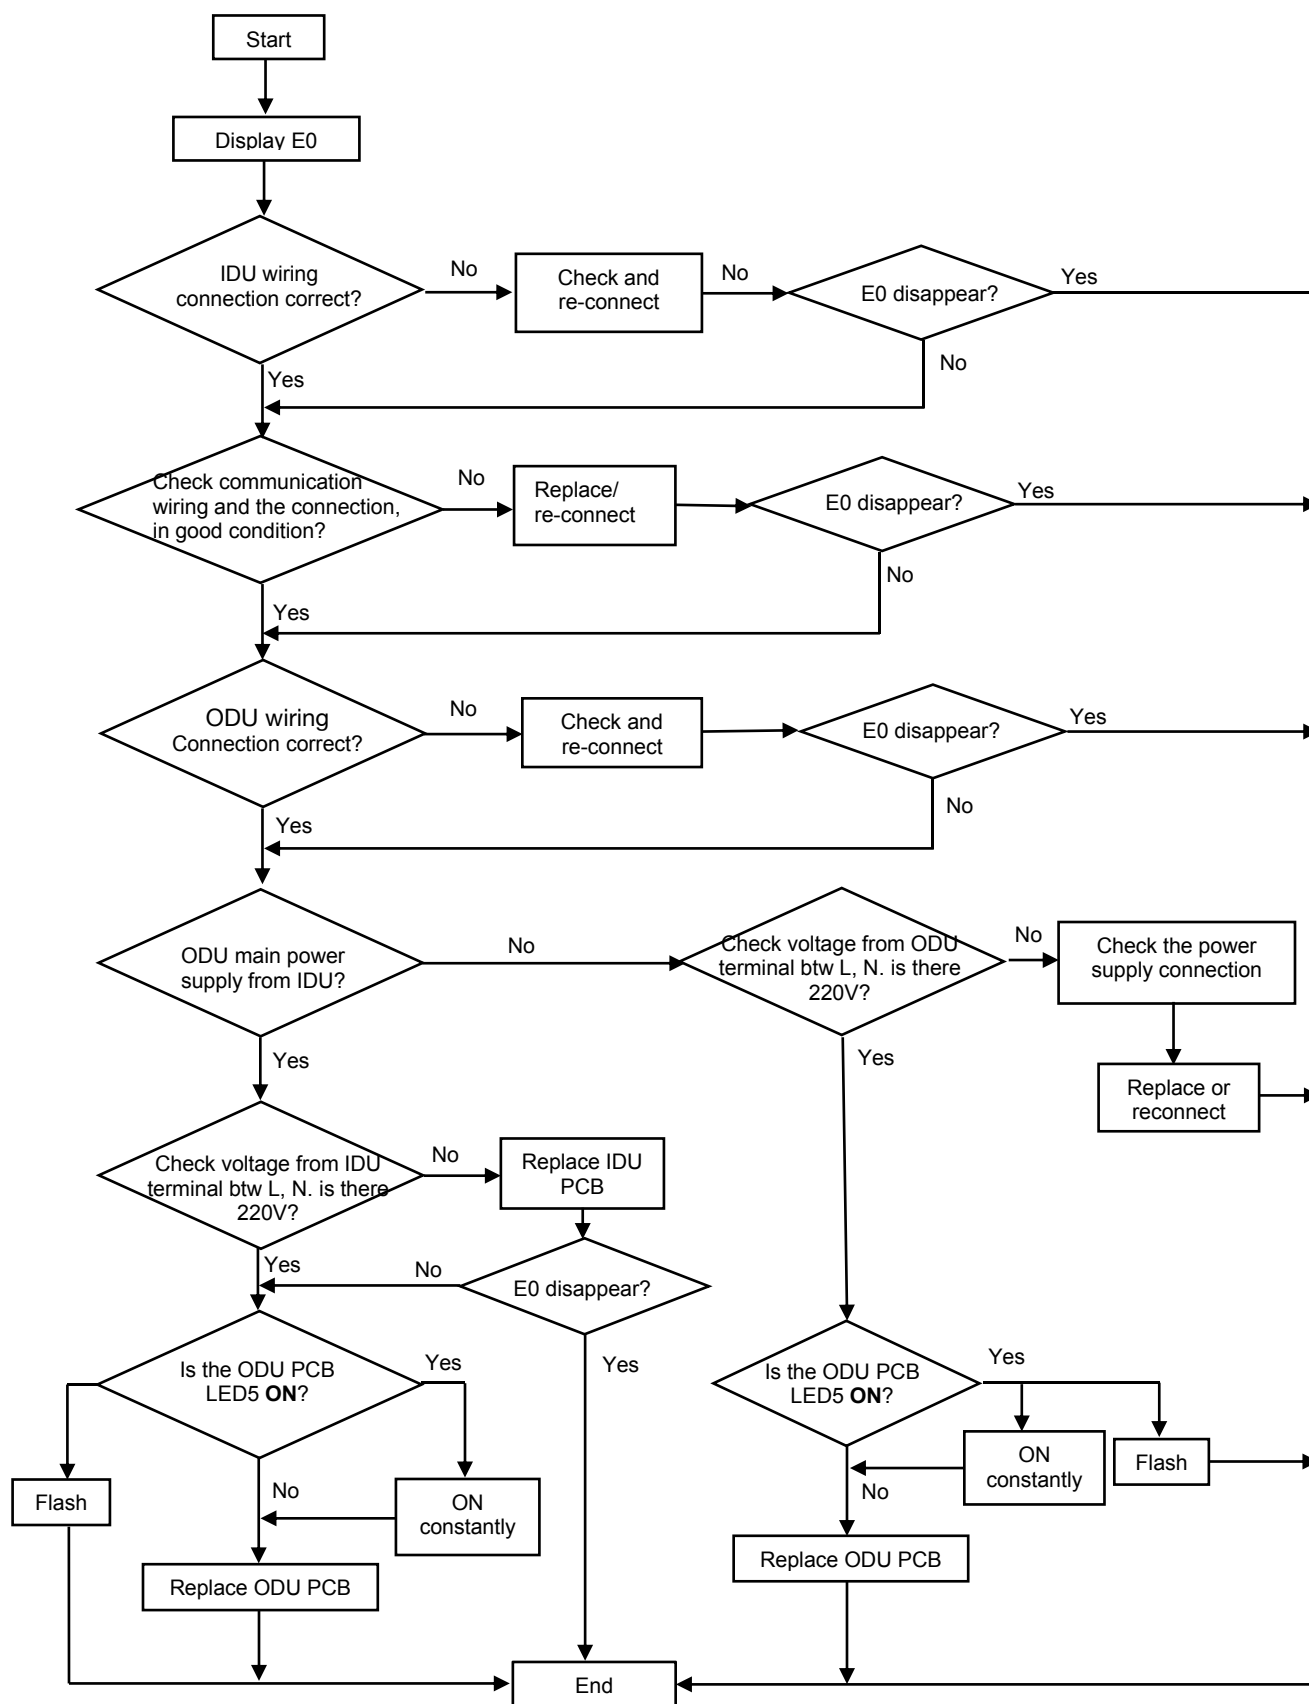 Start
Display E0
IDU wiring
connection correct?
No
Check and
re-connect
No
E0 disappear?
Yes
No
Yes
Check communication
wiring and the connection,
in good condition?
No
Replace/
re-connect
E0 disappear?
Yes
No
Yes
ODU wiring
Connection correct?
No
Check and
re-connect
E0 disappear?
Yes
No
Yes
ODU main power
supply from IDU?
No
Check voltage from ODU
terminal btw L, N. is there
220V?
No
Check the power
supply connection
Yes
Yes
Replace or
reconnect
Check voltage from IDU
terminal btw L, N. is there
220V?
No
Replace IDU
PCB
Yes
No
E0 disappear?
Yes
Is the ODU PCB
LED5 ON?
Yes
Is the ODU PCB
LED5 ON?
Yes
ON
constantly
Flash
Flash
No
ON
constantly
No
Replace ODU PCB
Replace ODU PCB
End